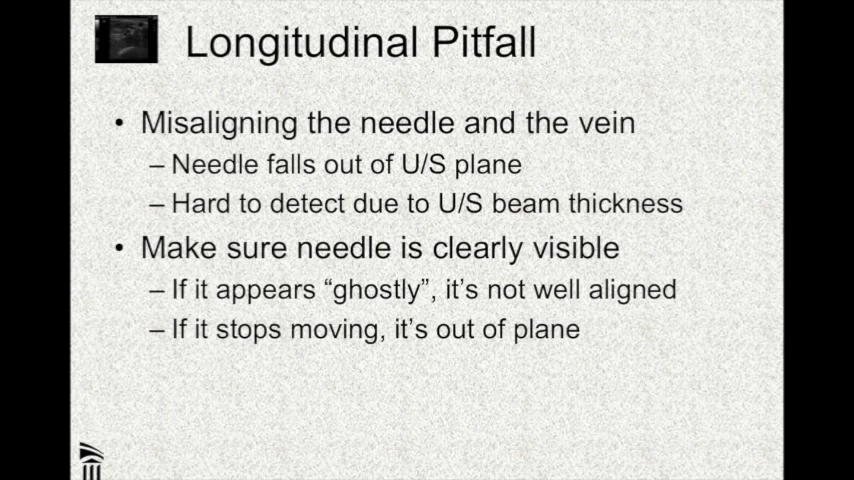 Longitudinal Pitfall
• Misaligning the needle and the vein
– Needle falls out of U/S plane
– Hard to detect due to U/S beam thickness
• Make sure needle is clearly visible
– If it appears “ghostly”, it’s not well aligned
– If it stops moving, it’s out of plane